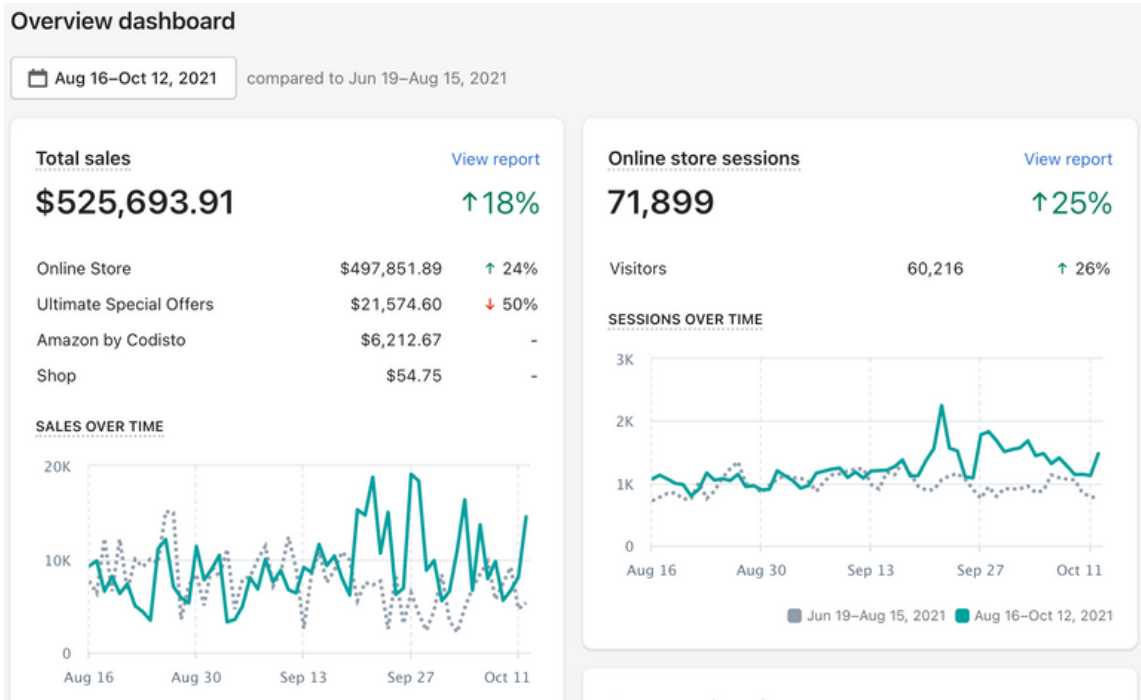 Overview dashboard
Aug 16–Oct 12, 2021 compared to Jun 19–Aug 15, 2021
Total sales View report
$525,693.91 ↑18%
Online Store $497,851.89 ↑ 24%
Ultimate Special Offers $21,574.60 ↓ 50%
Amazon by Codisto $6,212.67 -
Shop $54.75 -
SALES OVER TIME
20K
10K
0
Aug 16 Aug 30 Sep 13 Sep 27 Oct 11
Online store sessions View report
71,899 ↑25%
Visitors 60,216 ↑ 26%
SESSIONS OVER TIME
3K
2K
1K
0
Aug 16 Aug 30 Sep 13 Sep 27 Oct 11
Jun 19–Aug 15, 2021 Aug 16–Oct 12, 2021